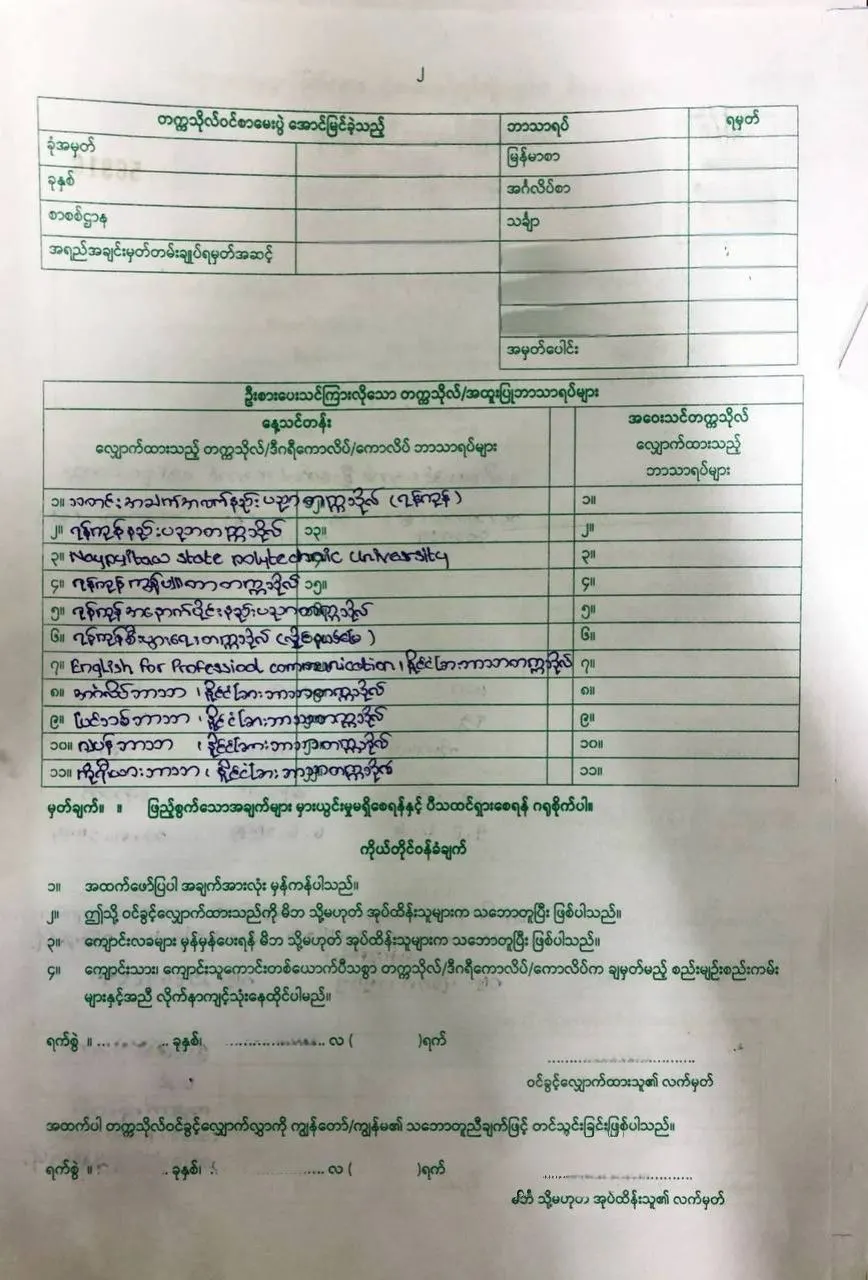 ၂
တက္ကသိုလ်ဝင်စာမေးပွဲ အောင်မြင်ခဲ့သည့် ဘာသာရပ် ရမှတ်
ခုံအမှတ် မြန်မာစာ
ခုနှစ် အင်္ဂလိပ်စာ
စာစစ်ဌာန သင်္ချာ
အရည်အချင်းမှတ်တမ်းချုပ်ရမှတ်အဆင့်
အမှတ်ပေါင်း
ဦးစားပေးသင်ကြားလိုသော တက္ကသိုလ်/အထူးပြုဘာသာရပ်များ
နေ့သင်တန်း
လျှောက်ထားသည့် တက္ကသိုလ်/ဒီဂရီကောလိပ်/ကောလိပ် ဘာသာရပ်များ
အဝေးသင်တက္ကသိုလ်
လျှောက်ထားသည့်
ဘာသာရပ်များ
၁။ သတင်းအချက်အလက်နည်းပညာတက္ကသိုလ် (ရန်ကုန်) ၁။
၂။ ရန်ကုန်နည်းပညာတက္ကသိုလ် ၁၃။ ၂။
၃။ Naypyitaw state polytechnic University ၃။
၄။ ရန်ကုန်ကွန်ပျူတာတက္ကသိုလ် ၁၅။ ၄။
၅။ ရန်ကုန်အနောက်ပိုင်းနည်းပညာတက္ကသိုလ် ၅။
၆။ ရန်ကုန်စီးပွားရေးတက္ကသိုလ် ၆။
၇။ English for Professiod communication၊ နိုင်ငံခြားဘာသာတက္ကသိုလ် ၇။
၈။ အင်္ဂလိပ်ဘာသာ ၊ နိုင်ငံခြားဘာသာတက္ကသိုလ် ၈။
၉။ ပြင်သစ်ဘာသာ ၊ နိုင်ငံခြားဘာသာတက္ကသိုလ် ၉။
၁၀။ ဂျပန်ဘာသာ ၊ နိုင်ငံခြားဘာသာတက္ကသိုလ် ၁၀။
၁၁။ ကိုရီးယားဘာသာ ၊ နိုင်ငံခြားဘာသာတက္ကသိုလ် ၁၁။
မှတ်ချက်။ ။ ဖြည့်စွက်သောအချက်များ မှားယွင်းမှုမရှိစေရန်နှင့် ပီသထင်ရှားစေရန် ဂရုစိုက်ပါ။
ကိုယ်တိုင်ဝန်ခံချက်
၁။ အထက်ဖော်ပြပါ အချက်အားလုံး မှန်ကန်ပါသည်။
၂။ ဤသို့ ဝင်ခွင့်လျှောက်ထားသည်ကို မိဘ သို့မဟုတ် အုပ်ထိန်းသူများက သဘောတူပြီး ဖြစ်ပါသည်။
၃။ ကျောင်းလခများ မှန်မှန်ပေးရန် မိဘ သို့မဟုတ် အုပ်ထိန်းသူများက သဘောတူပြီး ဖြစ်ပါသည်။
၄။ ကျောင်းသား၊ ကျောင်းသူကောင်းတစ်ယောက်ပီသစွာ တက္ကသိုလ်/ဒီဂရီကောလိပ်/ကောလိပ်က ချမှတ်မည့် စည်းမျဉ်းစည်းကမ်း
များနှင့်အညီ လိုက်နာကျင့်သုံးနေထိုင်ပါမည်။
ရက်စွဲ ။ ........ ခုနှစ်၊ ................ လ ( )ရက်
ဝင်ခွင့်လျှောက်ထားသူ၏ လက်မှတ်
အထက်ပါ တက္ကသိုလ်ဝင်ခွင့်လျှောက်လွှာကို ကျွန်တော်/ကျွန်မ၏ သဘောတူညီချက်ဖြင့် တင်သွင်းခြင်းဖြစ်ပါသည်။
ရက်စွဲ ။ .. ခုနှစ်၊ ...... လ ( )ရက်
မိဘ သို့မဟုတ် အုပ်ထိန်းသူ၏ လက်မှတ်